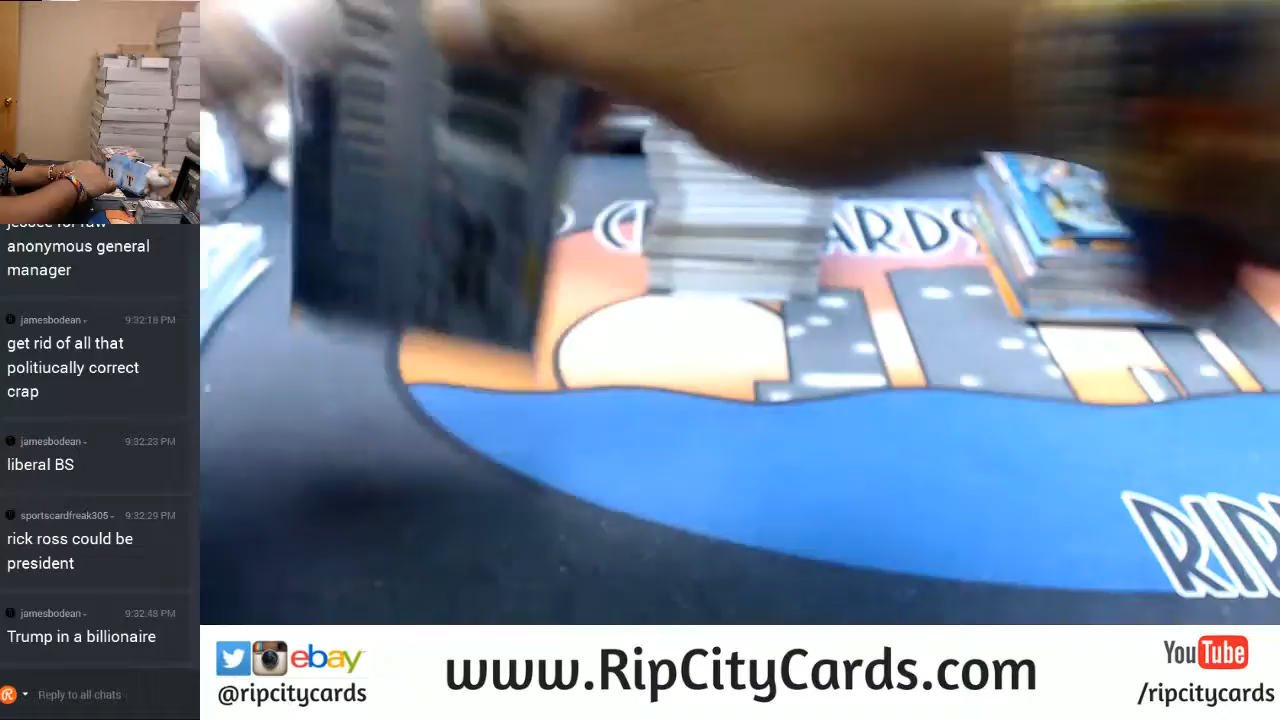 anonymous general
manager
jamesbodean 9:32:18 PM
get rid of all that
politiucally correct
crap
jamesbodean 9:32:23 PM
liberal BS
sportscardfreak305 9:32:29 PM
rick ross could be
president
jamesbodean 9:32:48 PM
Trump in a billionaire
Reply to all chats
ARDS
RIP
ebay
@ripcitycards
www.RipCityCards.com
YouTube
/ripcitycards